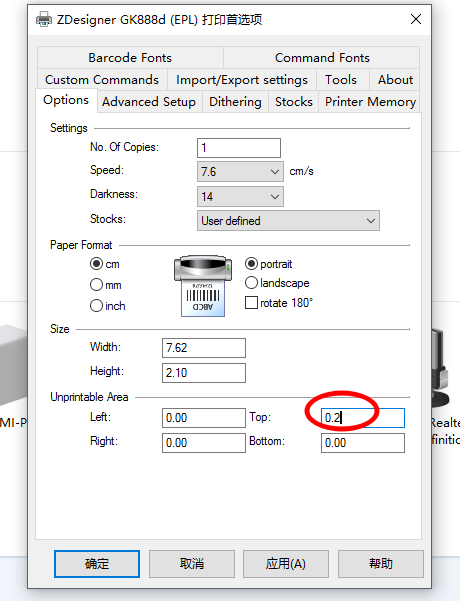 ZDesigner GK888d (EPL) 打印首选项
Barcode Fonts Command Fonts
Custom Commands Import/Export settings Tools About
Options Advanced Setup Dithering Stocks Printer Memory
Settings
No. Of Copies: 1
Speed: 7.6 cm/s
Darkness: 14
Stocks: User defined
Paper Format
cm portrait
mm landscape
inch rotate 180°
ABCD
Size
Width: 7.62
Height: 2.10
Unprintable Area
Left: 0.00 Top: 0.2
MI-P Realte
Right: 0.00 Bottom: 0.00
finitio
确定 取消 应用(A) 帮助